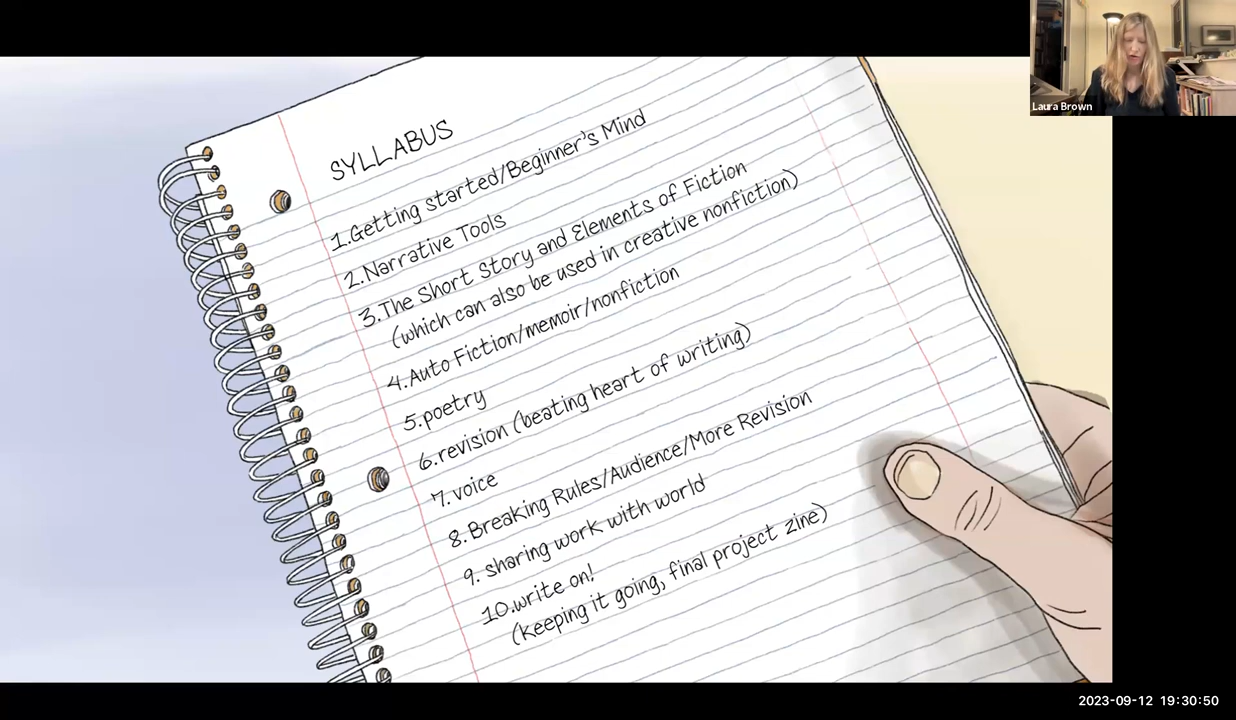 SYLLABUS
1.Getting started/Beginner's Mind
2.Narrative Tools
3.The Short Story and Elements of Fiction
(which can also be used in creative nonfiction)
4.Auto Fiction/memoir/nonfiction
5.poetry
6.revision (beating heart of writing)
7.voice
8.Breaking Rules/Audience/More Revision
9. sharing work with world
10.write on!
(keeping it going, final project zine)
Laura Brown
2023-09-12 19:30:50